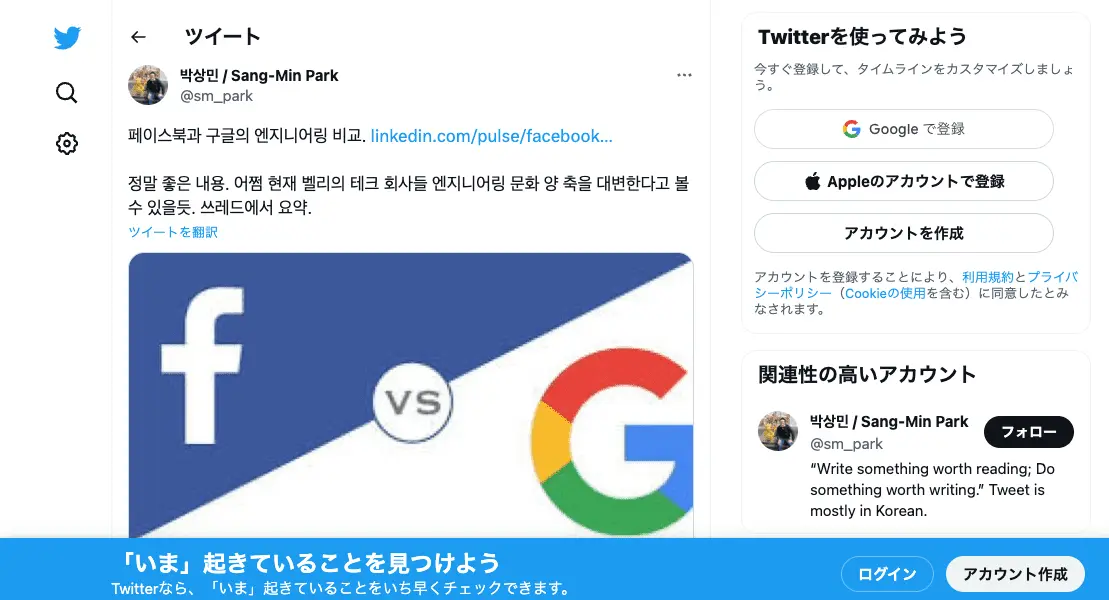 ツイート
박상민 / Sang-Min Park
@sm_park
페이스북과 구글의 엔지니어링 비교. linkedin.com/pulse/facebook...
정말 좋은 내용. 어쩜 현재 벨리의 테크 회사들 엔지니어링 문화 양 축을 대변한다고 볼
수 있을듯. 쓰레드에서 요약.
ツイートを翻訳
f
VS
G
Twitterを使ってみよう
今すぐ登録して、タイムラインをカスタマイズしましょ
う。
Google で登録
Appleのアカウントで登録
アカウントを作成
アカウントを登録することにより、利用規約とプライバ
シーポリシー（Cookieの使用を含む）に同意したとみ
なされます。
関連性の高いアカウント
박상민 / Sang-Min Park
@sm_park
フォロー
“Write something worth reading; Do
something worth writing.” Tweet is
mostly in Korean.
「いま」起きていることを見つけよう
Twitterなら、「いま」起きていることをいち早くチェックできます。
ログイン
アカウント作成